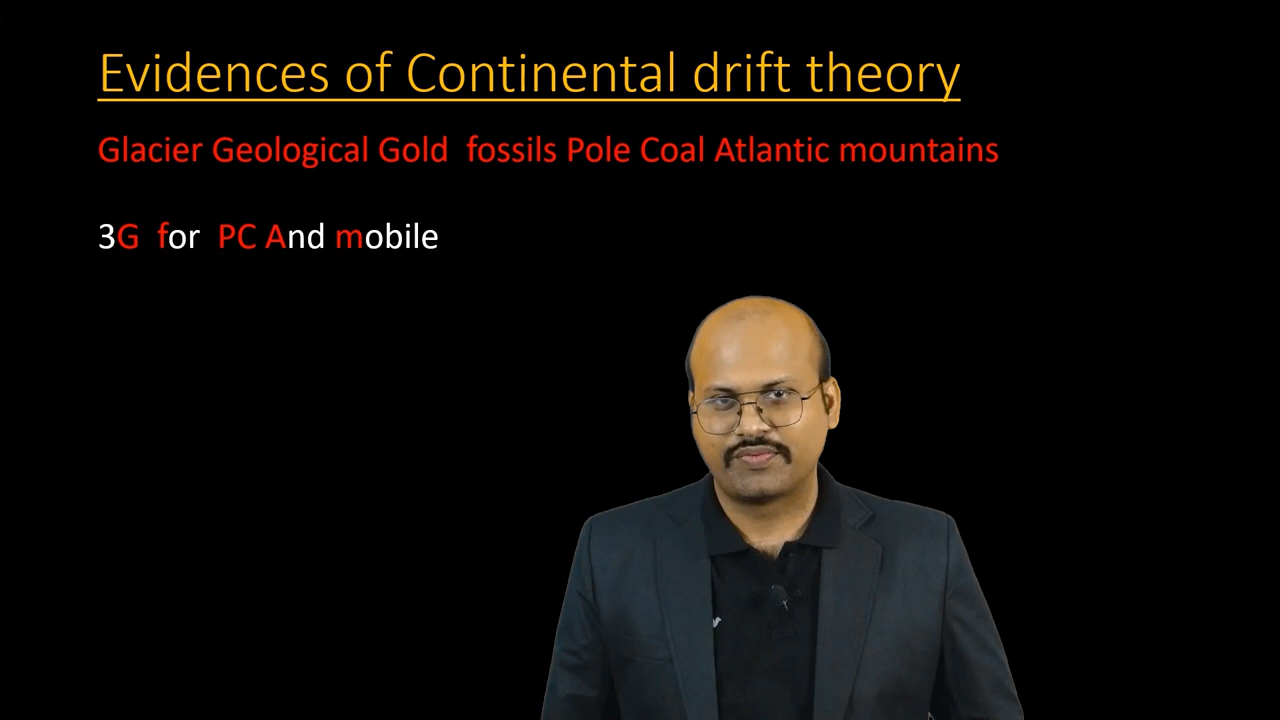 Evidences of Continental drift theory
Glacier Geological Gold fossils Pole Coal Atlantic mountains
3G for PC And mobile